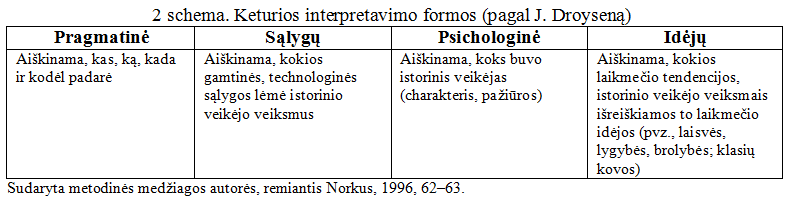 2 schema. Keturios interpretavimo formos (pagal J. Droyseną)
Pragmatinė
Sąlygų
Psichologinė
Idėjų
Aiškinama, kas, ką, kada
ir kodėl padarė
Aiškinama, kokios
gamtinės, technologinės
sąlygos lėmė istorinio
veikėjo veiksmus
Aiškinama, koks buvo
istorinis veikėjas
(charakteris, pažiūros)
Aiškinama, kokios
laikmečio tendencijos,
istorinio veikėjo veiksmais
išreiškiamos to laikmečio
idėjos (pvz., laisvės,
lygybės, brolybės; klasių
kovos)
Sudaryta metodinės medžiagos autorės, remiantis Norkus, 1996, 62–63.